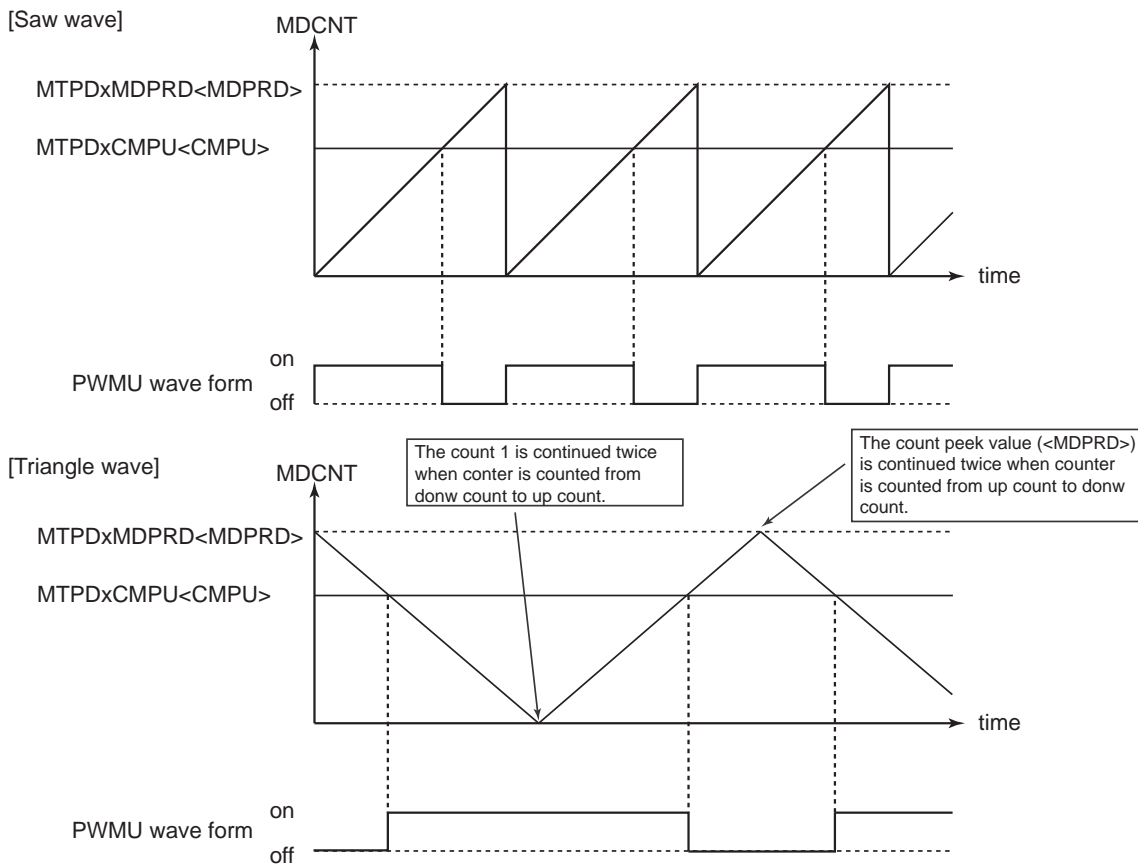 [Saw wave]
MDCNT
MTPDxMDPRD<MDPRD>
MTPDxCMPU<CMPU>
time
on
PWMU wave form
off
[Triangle wave]
MDCNT
The count 1 is continued twice
when conter is counted from
donw count to up count.
The count peek value (<MDPRD>)
is continued twice when counter
is counted from up count to donw
count.
MTPDxMDPRD<MDPRD>
MTPDxCMPU<CMPU>
time
on
PWMU wave form
off